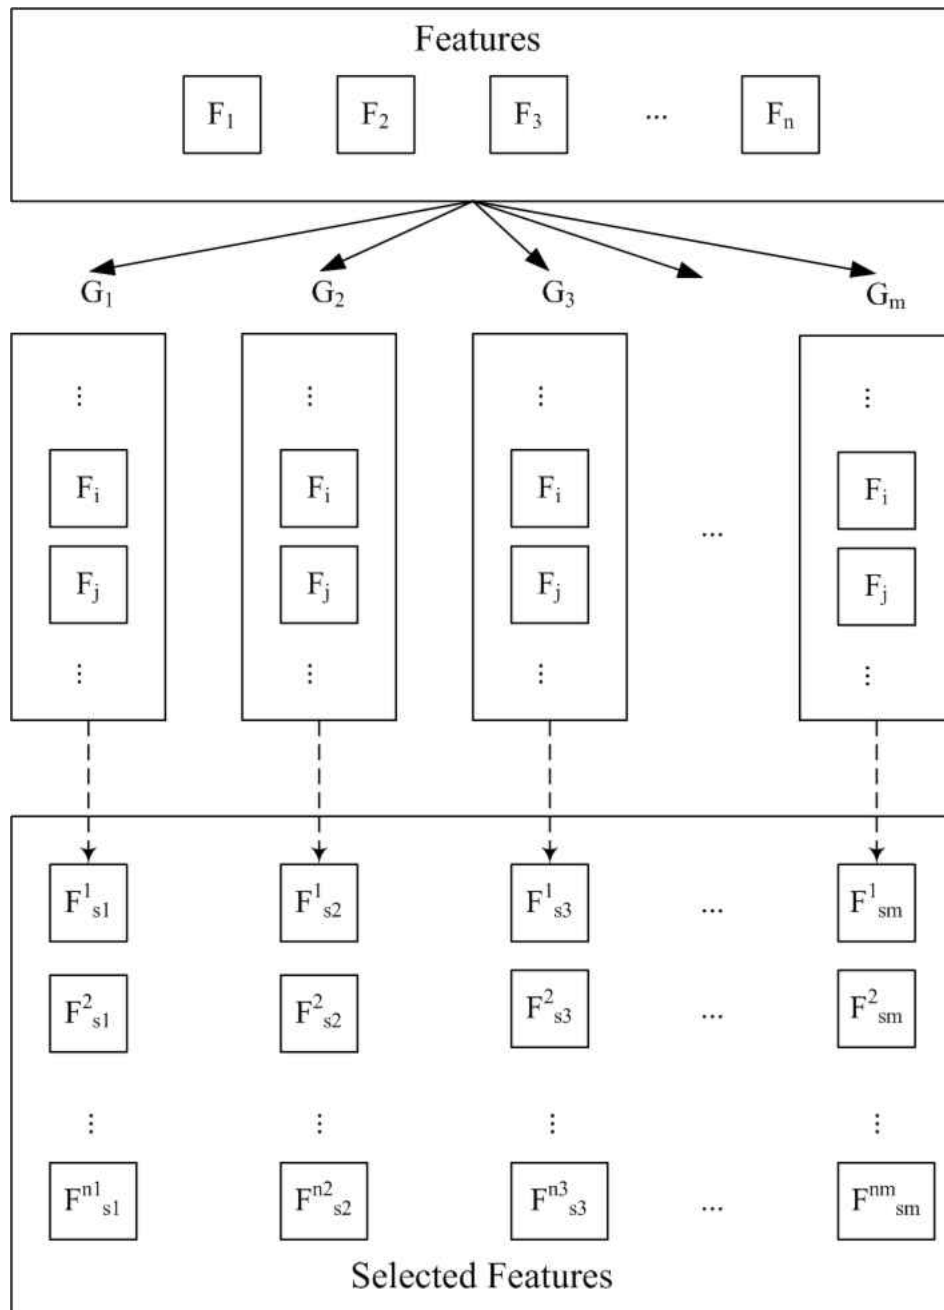 Features
F1 F2 F3 ... Fn
G1 G2 G3 Gm
⋮ ⋮ ⋮ ⋮
Fi Fi Fi Fi
...
Fj Fj Fj Fj
⋮ ⋮ ⋮ ⋮
F1s1 F1s2 F1s3 ... F1sm
F2s1 F2s2 F2s3 ... F2sm
⋮ ⋮ ⋮ ⋮
Fn1s1 Fn2s2 Fn3s3 ... Fnmsm
Selected Features